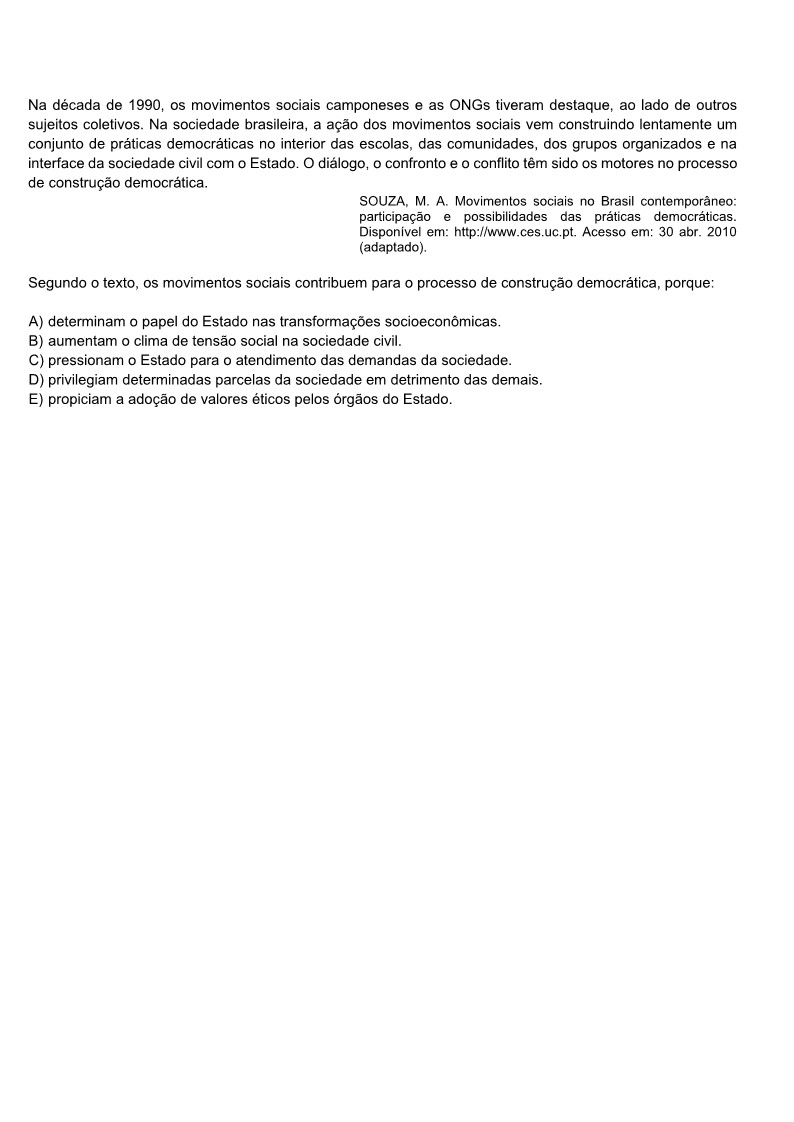 Na década de 1990, os movimentos sociais camponeses e as ONGs tiveram destaque, ao lado de outros
sujeitos coletivos. Na sociedade brasileira, a ação dos movimentos sociais vem construindo lentamente um
conjunto de práticas democráticas no interior das escolas, das comunidades, dos grupos organizados e na
interface da sociedade civil com o Estado. O diálogo, o confronto e o conflito têm sido os motores no processo
de construção democrática.
SOUZA, M. A. Movimentos sociais no Brasil contemporâneo:
participação e possibilidades das práticas democráticas.
Disponível em: http://www.ces.uc.pt. Acesso em: 30 abr. 2010
(adaptado).
Segundo o texto, os movimentos sociais contribuem para o processo de construção democrática, porque:
A) determinam o papel do Estado nas transformações socioeconômicas.
B) aumentam o clima de tensão social na sociedade civil.
C) pressionam o Estado para o atendimento das demandas da sociedade.
D) privilegiam determinadas parcelas da sociedade em detrimento das demais.
E) propiciam a adoção de valores éticos pelos órgãos do Estado.